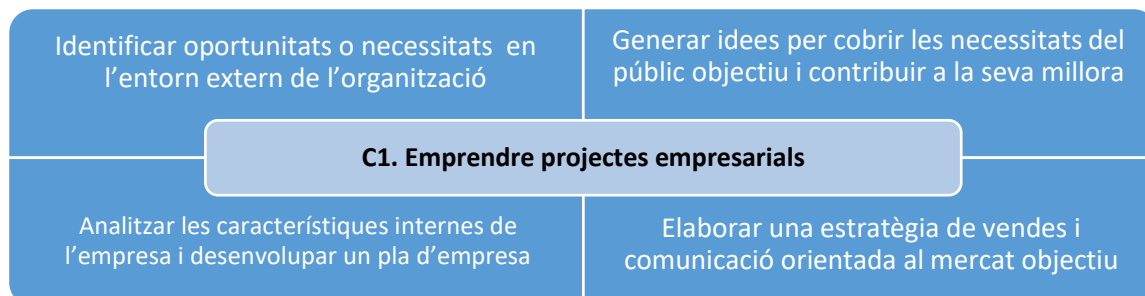 Identificar oportunitats o necessitats en
l'entorn extern de l'organització
Generar idees per cobrir les necessitats del
públic objectiu i contribuir a la seva millora
C1. Emprendre projectes empresarials
Analitzar les característiques internes de
l'empresa i desenvolupar un pla d'empresa
Elaborar una estratègia de vendes i
comunicació orientada al mercat objectiu